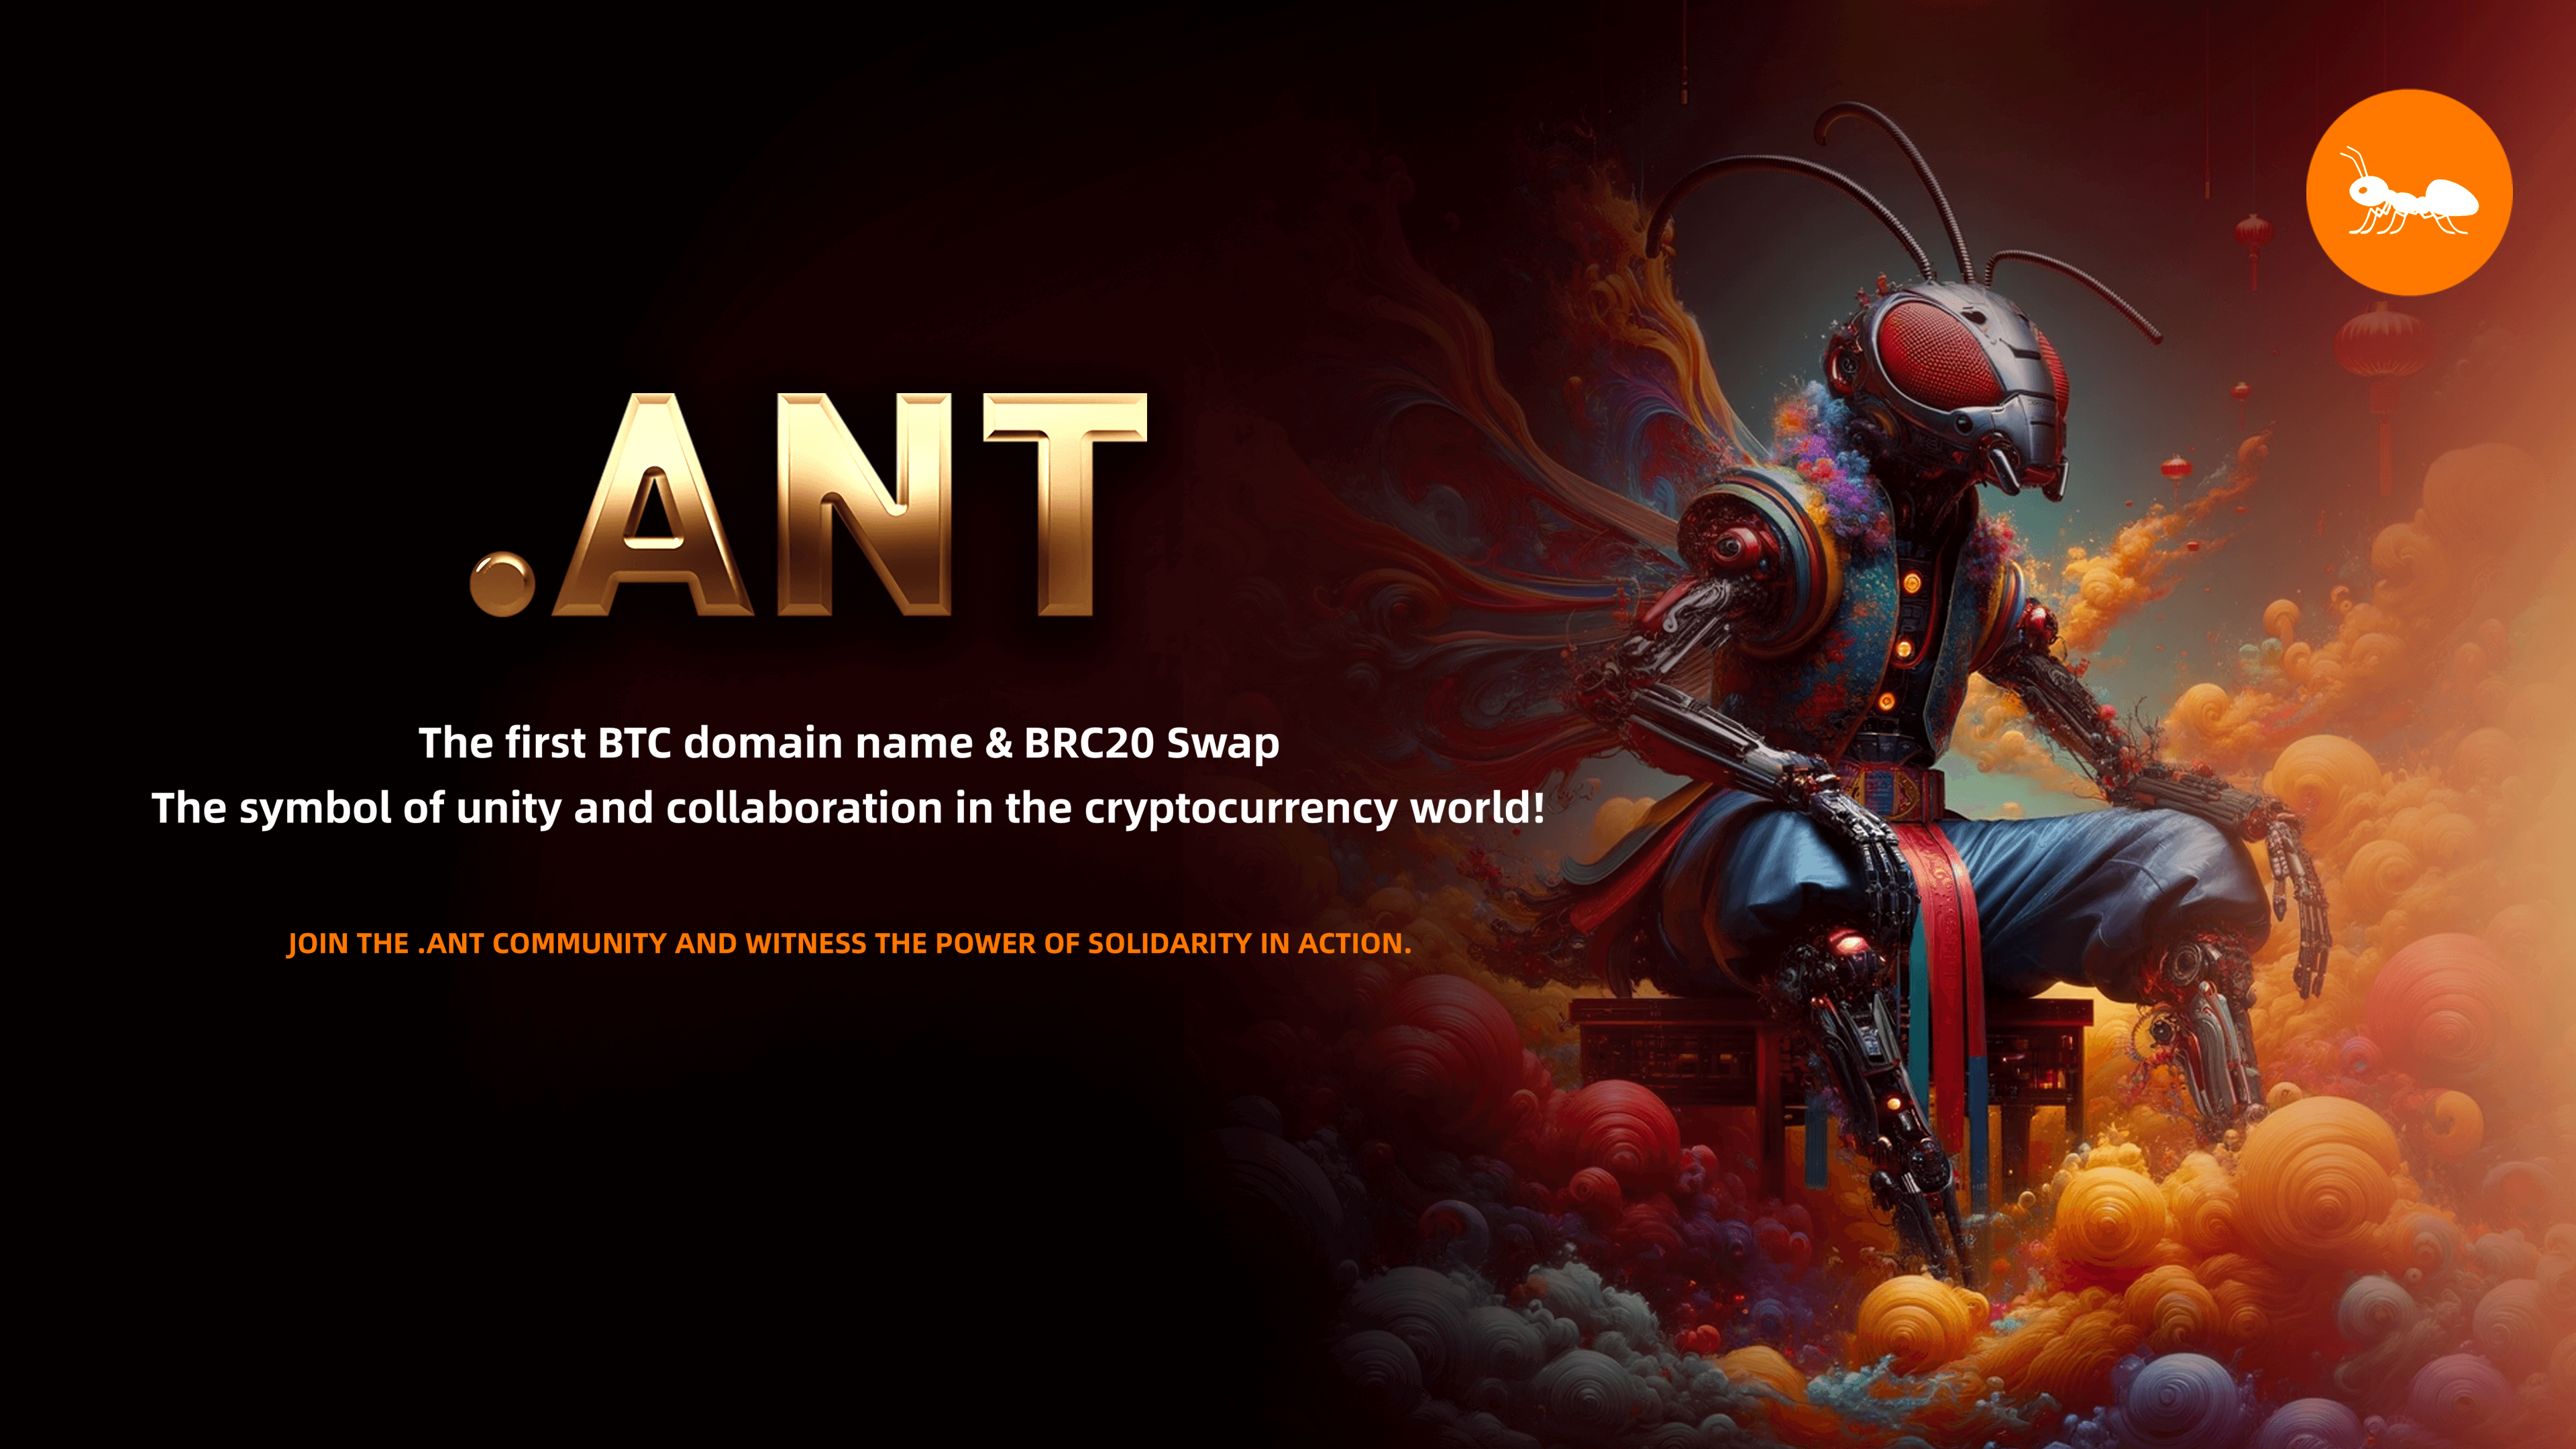 .ANT
The first BTC domain name & BRC20 Swap
The symbol of unity and collaboration in the cryptocurrency world!
JOIN THE .ANT COMMUNITY AND WITNESS THE POWER OF SOLIDARITY IN ACTION.